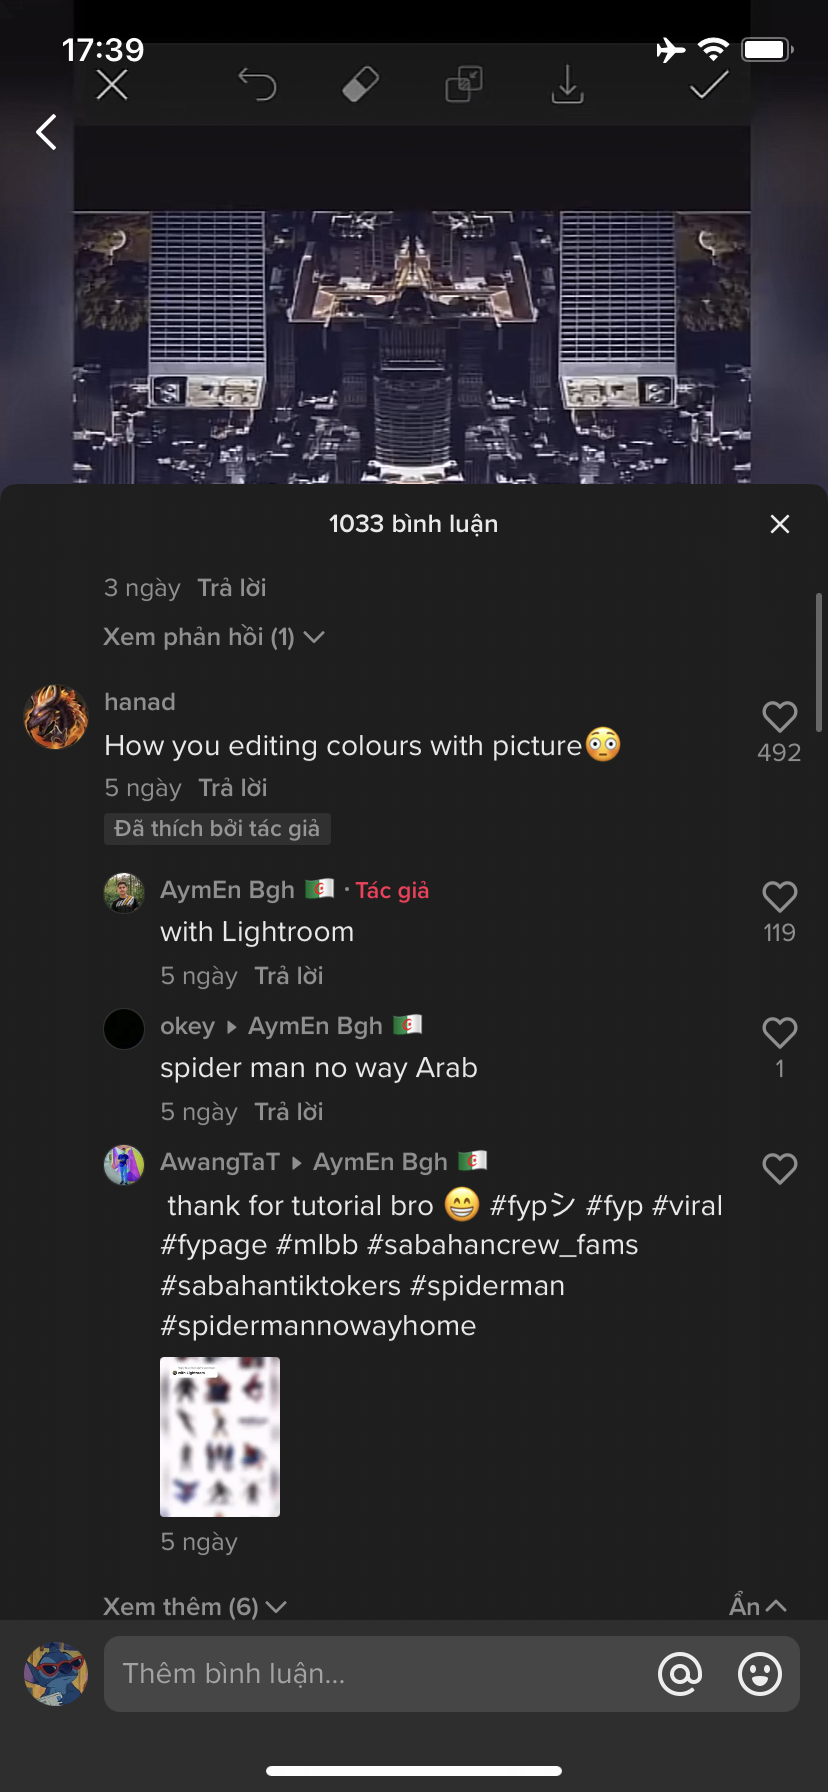 17:39
1033 bình luận
3 ngày Trả lời
Xem phản hồi (1)
hanad
How you editing colours with picture😳
492
5 ngày Trả lời
Đã thích bởi tác giả
AymEn Bgh 🇩🇿 · Tác giả
with Lightroom
119
5 ngày Trả lời
okey ▸ AymEn Bgh 🇩🇿
spider man no way Arab
1
5 ngày Trả lời
AwangTaT ▸ AymEn Bgh 🇩🇿
thank for tutorial bro 😁 #fypシ #fyp #viral
#fypage #mlbb #sabahancrew_fams
#sabahantiktokers #spiderman
#spidermannowayhome
with Lightroom
5 ngày
Xem thêm (6)
Ẩn
Thêm bình luận...